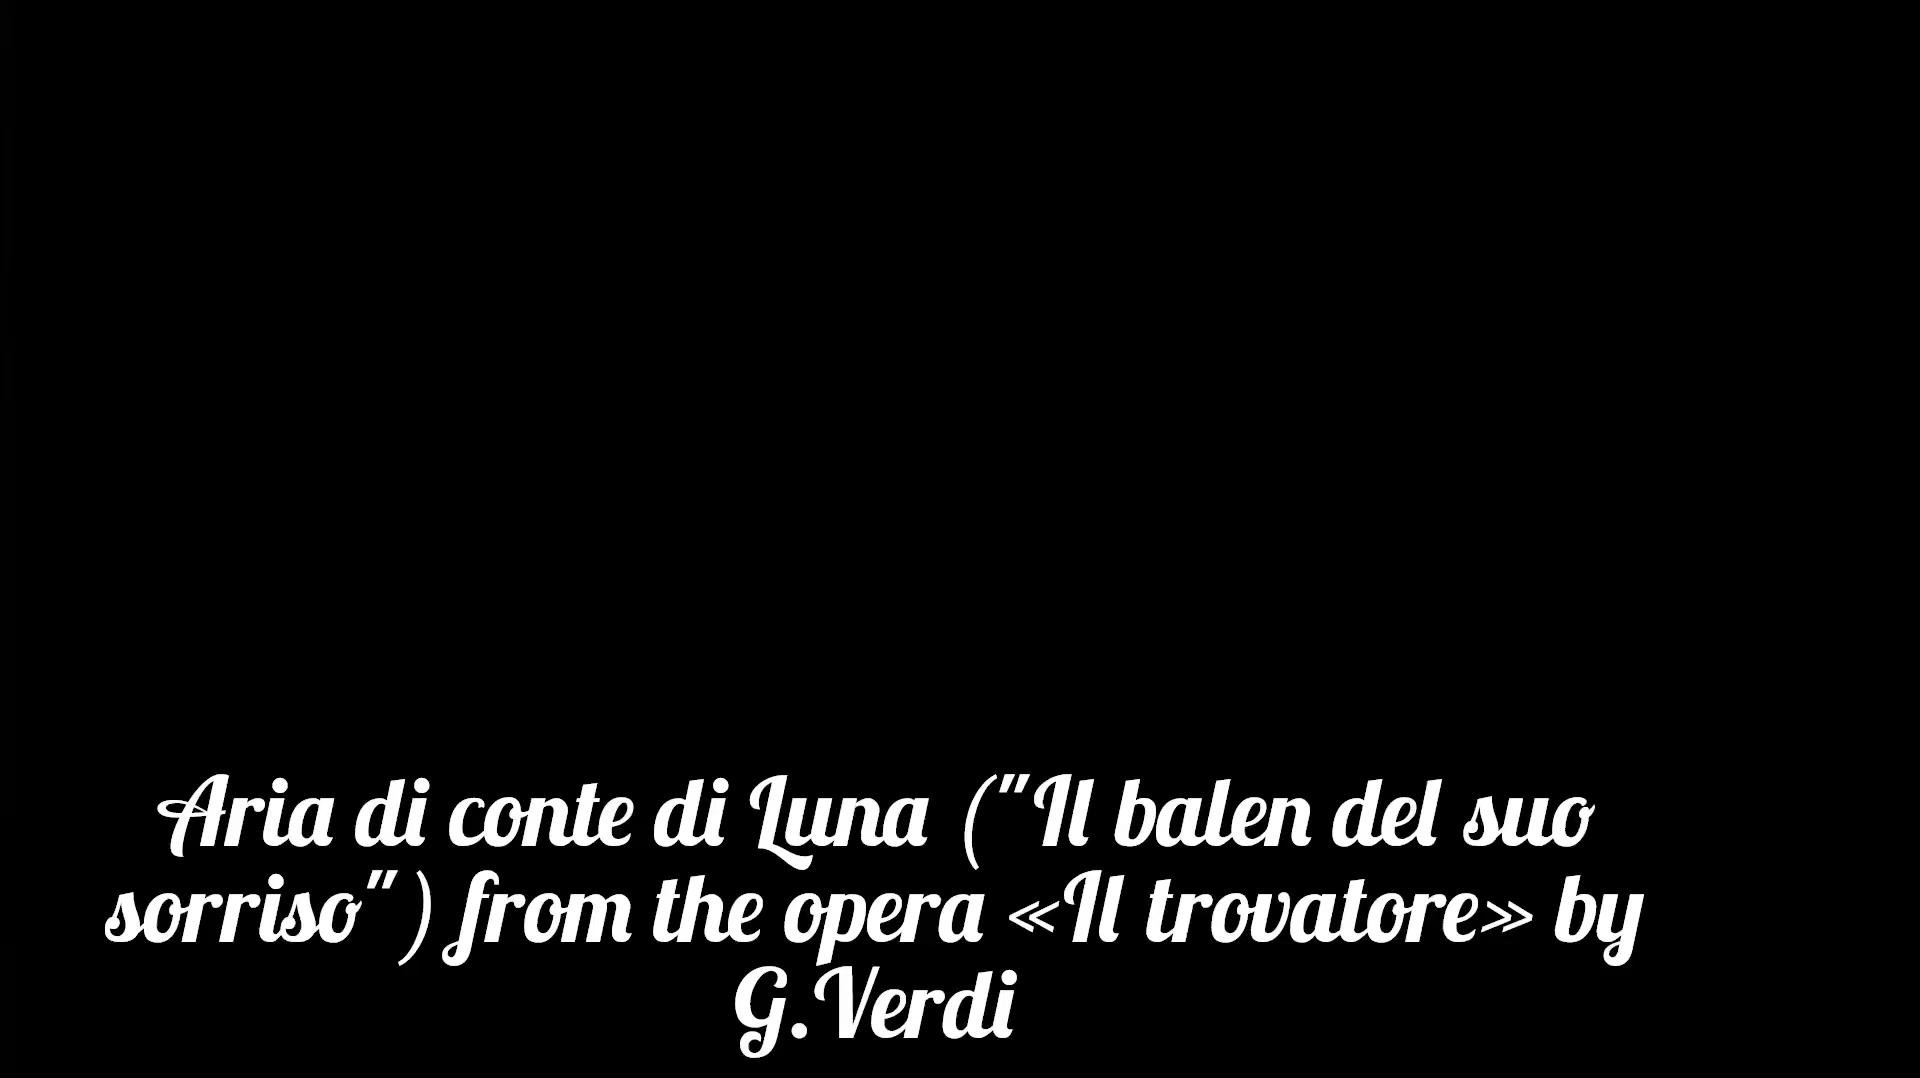 Aria di conte di Luna ("Il balen del suo
sorriso") from the opera «Il trovatore» by
G.Verdi